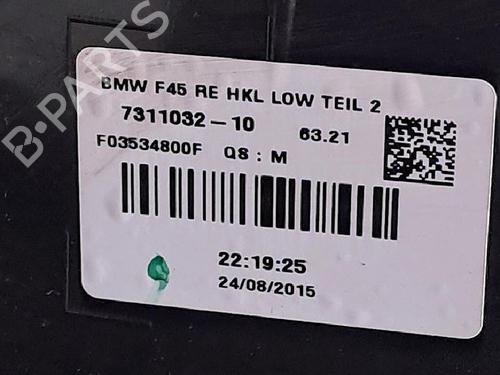 B-PARTS
BMW F45 RE HKL LOW TEIL 2
7311032-10 63.21
F03534800F QS : M
22:19:25
24/08/2015